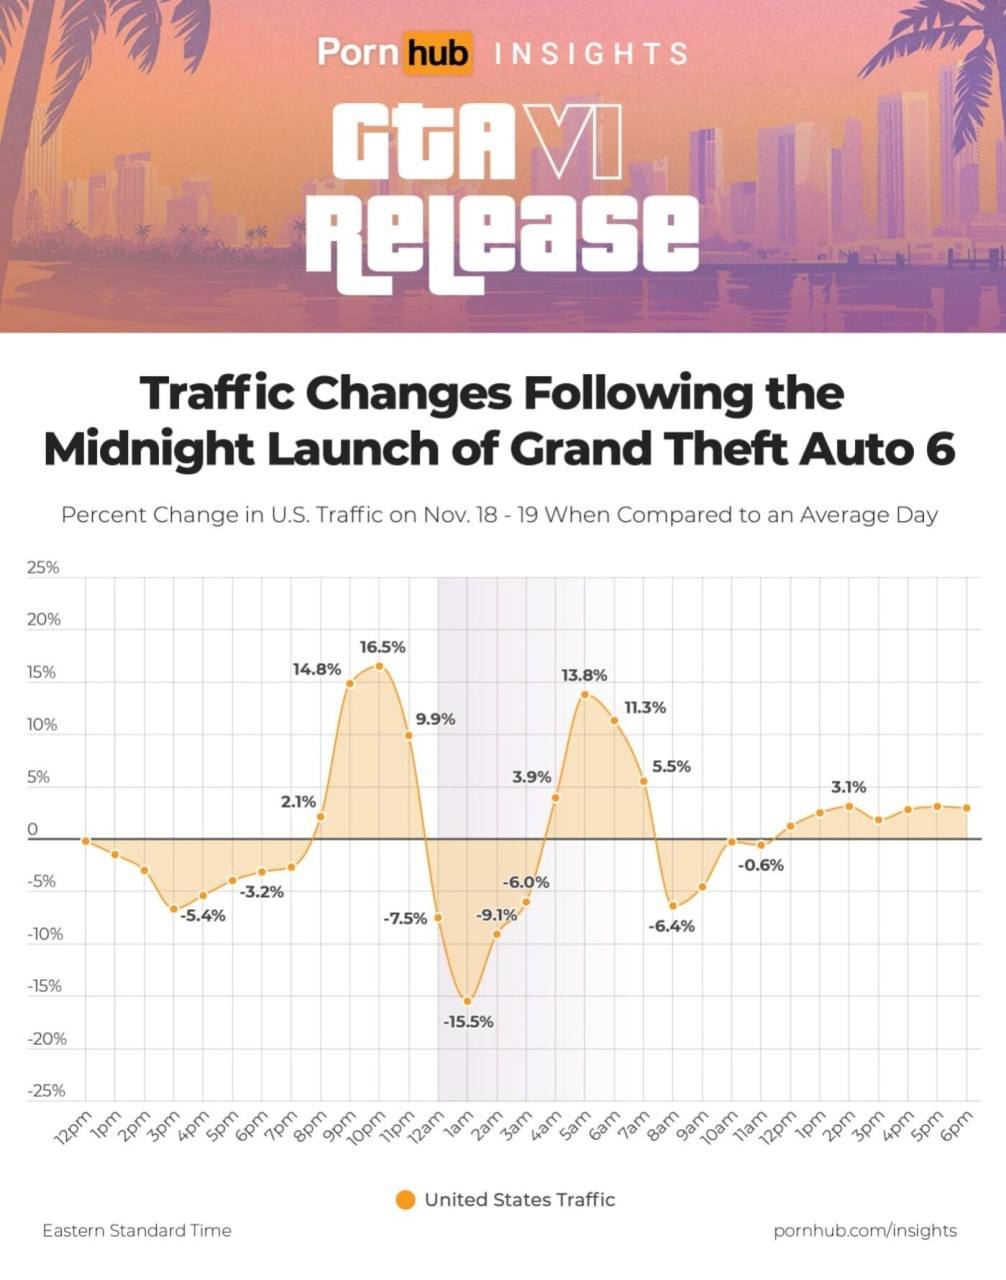 Porn hub INSIGHTS
GTA VI
Release
Traffic Changes Following the
Midnight Launch of Grand Theft Auto 6
Percent Change in U.S. Traffic on Nov. 18 - 19 When Compared to an Average Day
25%
20%
15%
10%
5%
0
-5%
-10%
-15%
-20%
-25%
-5.4%
-3.2%
2.1%
14.8%
16.5%
9.9%
-7.5%
-15.5%
-9.1%
-6.0%
3.9%
13.8%
11.3%
5.5%
-6.4%
-0.6%
3.1%
12pm 1pm 2pm 3pm 4pm 5pm 6pm 7pm 8pm 9pm 10pm 11pm 12am 1am 2am 3am 4am 5am 6am 7am 8am 9am 10am 11am 12pm 1pm 2pm 3pm 4pm 5pm 6pm
United States Traffic
Eastern Standard Time
pornhub.com/insights